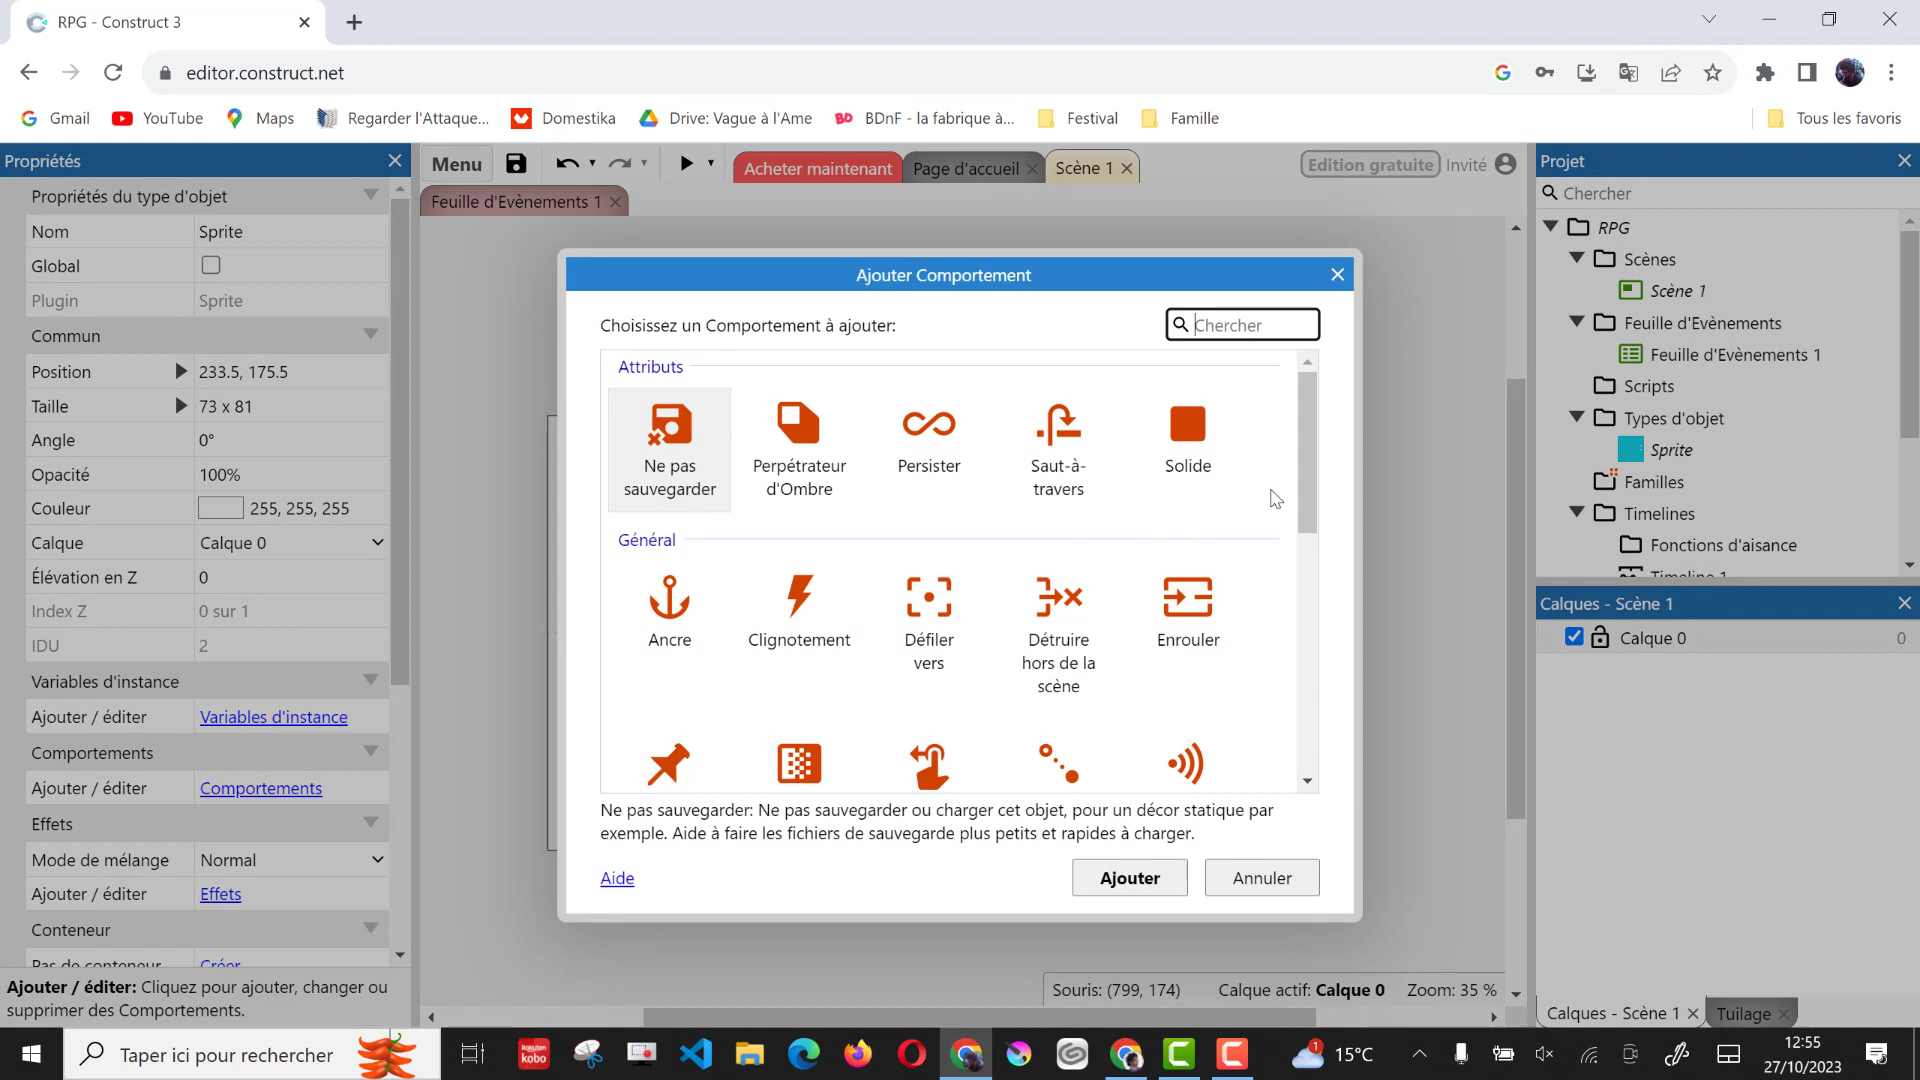 RPG - Construct 3
editor.construct.net
Gmail
YouTube
Maps
Regarder l'Attaque...
Domestika
Drive: Vague à l'Ame
BDnF - la fabrique à...
Festival
Famille
Tous les favoris
Propriétés
Menu
Acheter maintenant
Page d'accueil
Scène 1
Edition gratuite
Invité
Projet
Feuille d'Evènements 1
Chercher
Propriétés du type d'objet
Nom
Sprite
Global
Plugin
Sprite
Commun
Position
233.5, 175.5
Taille
73 x 81
Angle
0°
Opacité
100%
Couleur
255, 255, 255
Calque
Calque 0
Élévation en Z
0
Index Z
0 sur 1
IDU
2
Variables d'instance
Ajouter / éditer
Variables d'instance
Comportements
Ajouter / éditer
Comportements
Effets
Mode de mélange
Normal
Ajouter / éditer
Effets
Conteneur
Pas de conteneur
Créer
Ajouter / éditer: Cliquez pour ajouter, changer ou
supprimer des Comportements.
Ajouter Comportement
Choisissez un Comportement à ajouter:
Chercher
Attributs
Ne pas
sauvegarder
Perpétrateur
d'Ombre
Persister
Saut-à-
travers
Solide
Général
Ancre
Clignotement
Défiler
vers
Détruire
hors de la
scène
Enrouler
Ne pas sauvegarder: Ne pas sauvegarder ou charger cet objet, pour un décor statique par
exemple. Aide à faire les fichiers de sauvegarde plus petits et rapides à charger.
Aide
Ajouter
Annuler
Souris: (799, 174)
Calque actif: Calque 0
Zoom: 35 %
RPG
Scènes
Scène 1
Feuille d'Evènements
Feuille d'Evènements 1
Scripts
Types d'objet
Sprite
Familles
Timelines
Fonctions d'aisance
Timeline 1
Calques - Scène 1
Calque 0
0
Calques - Scène 1
Tuilage
Taper ici pour rechercher
Rakuten
kobo
1
15°C
12:55
27/10/2023